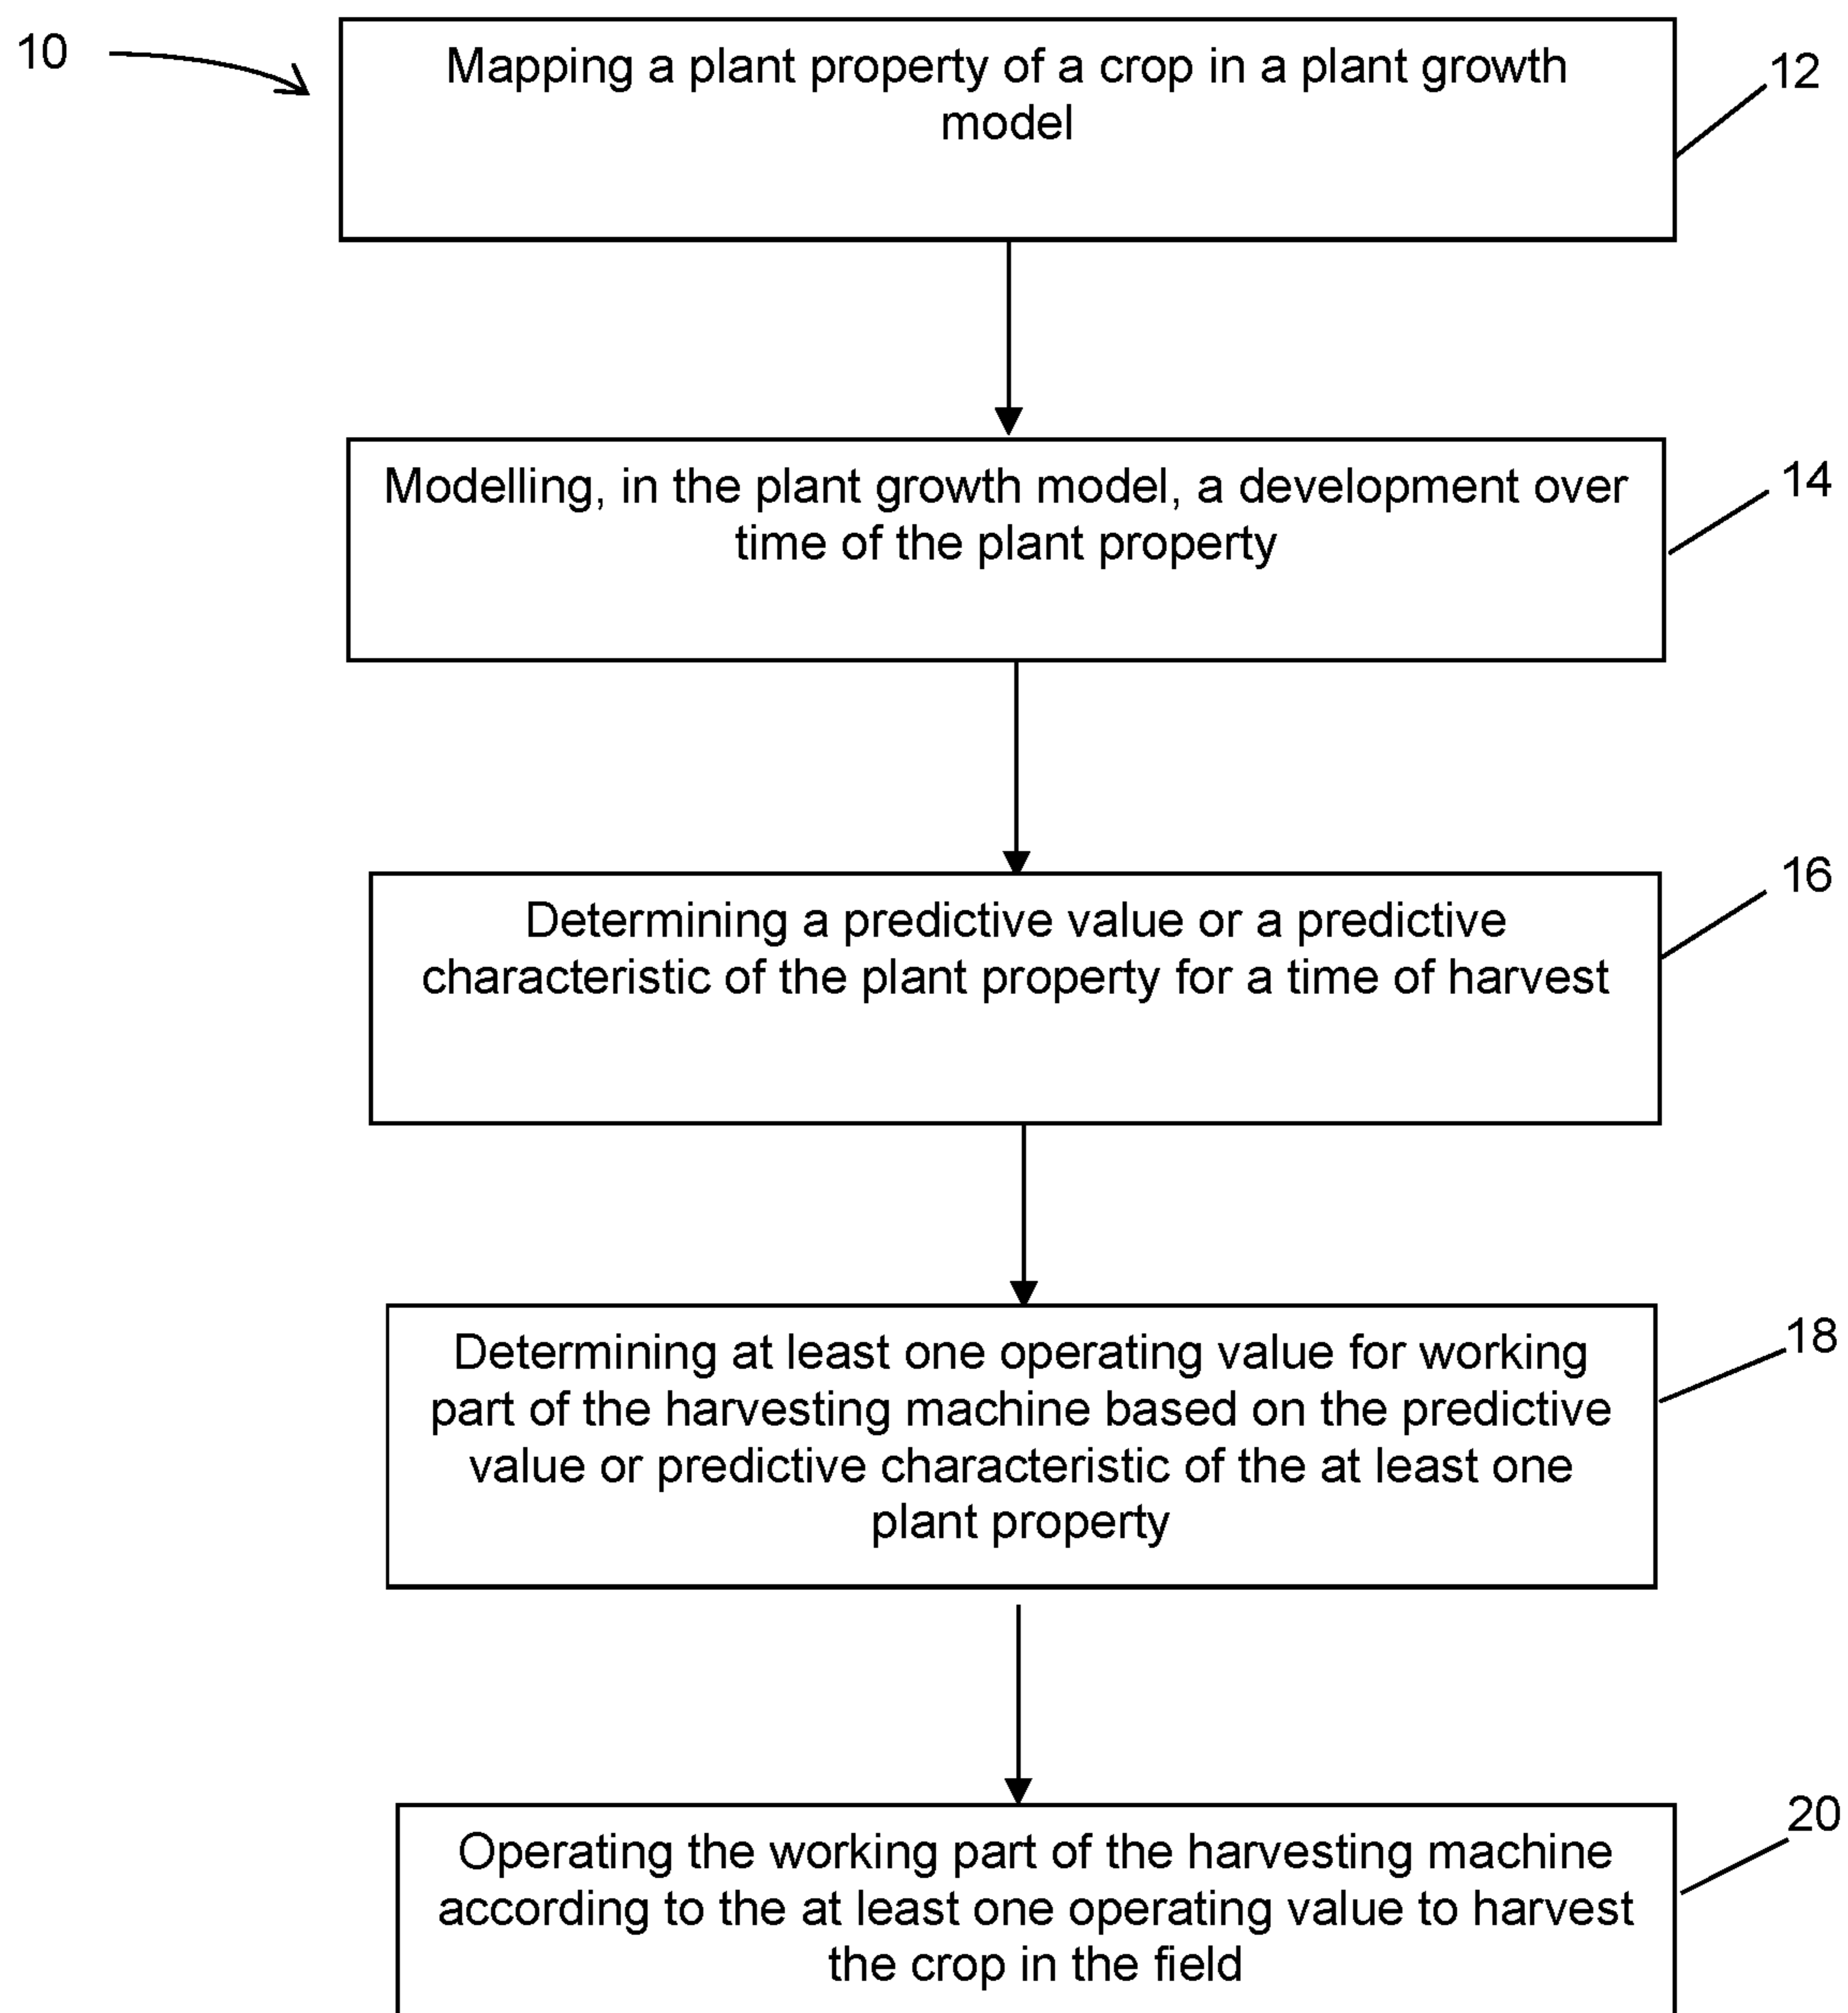 10
Mapping a plant property of a crop in a plant growth
model
12
Modelling, in the plant growth model, a development over
time of the plant property
14
Determining a predictive value or a predictive
characteristic of the plant property for a time of harvest
16
Determining at least one operating value for working
part of the harvesting machine based on the predictive
value or predictive characteristic of the at least one
plant property
18
Operating the working part of the harvesting machine
according to the at least one operating value to harvest
the crop in the field
20